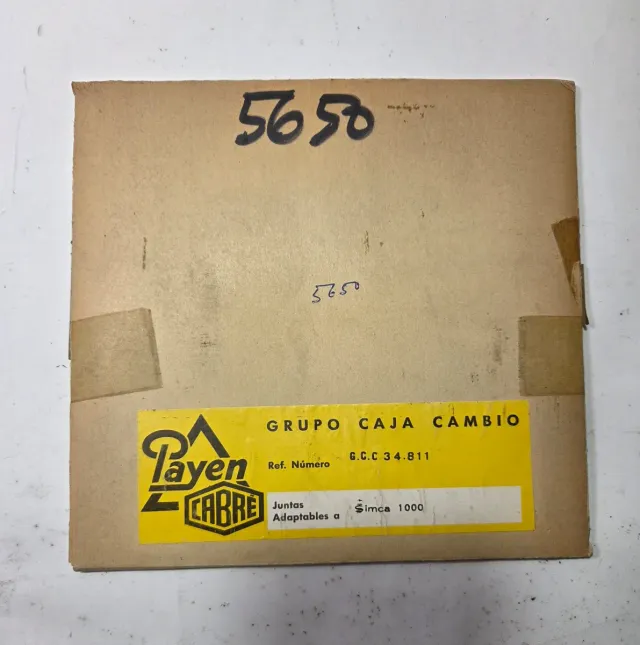 5650
5650
Payen
CABRE
GRUPO CAJA CAMBIO
Ref. Número G.C.C 34.811
Juntas
Adaptables a Simca 1000